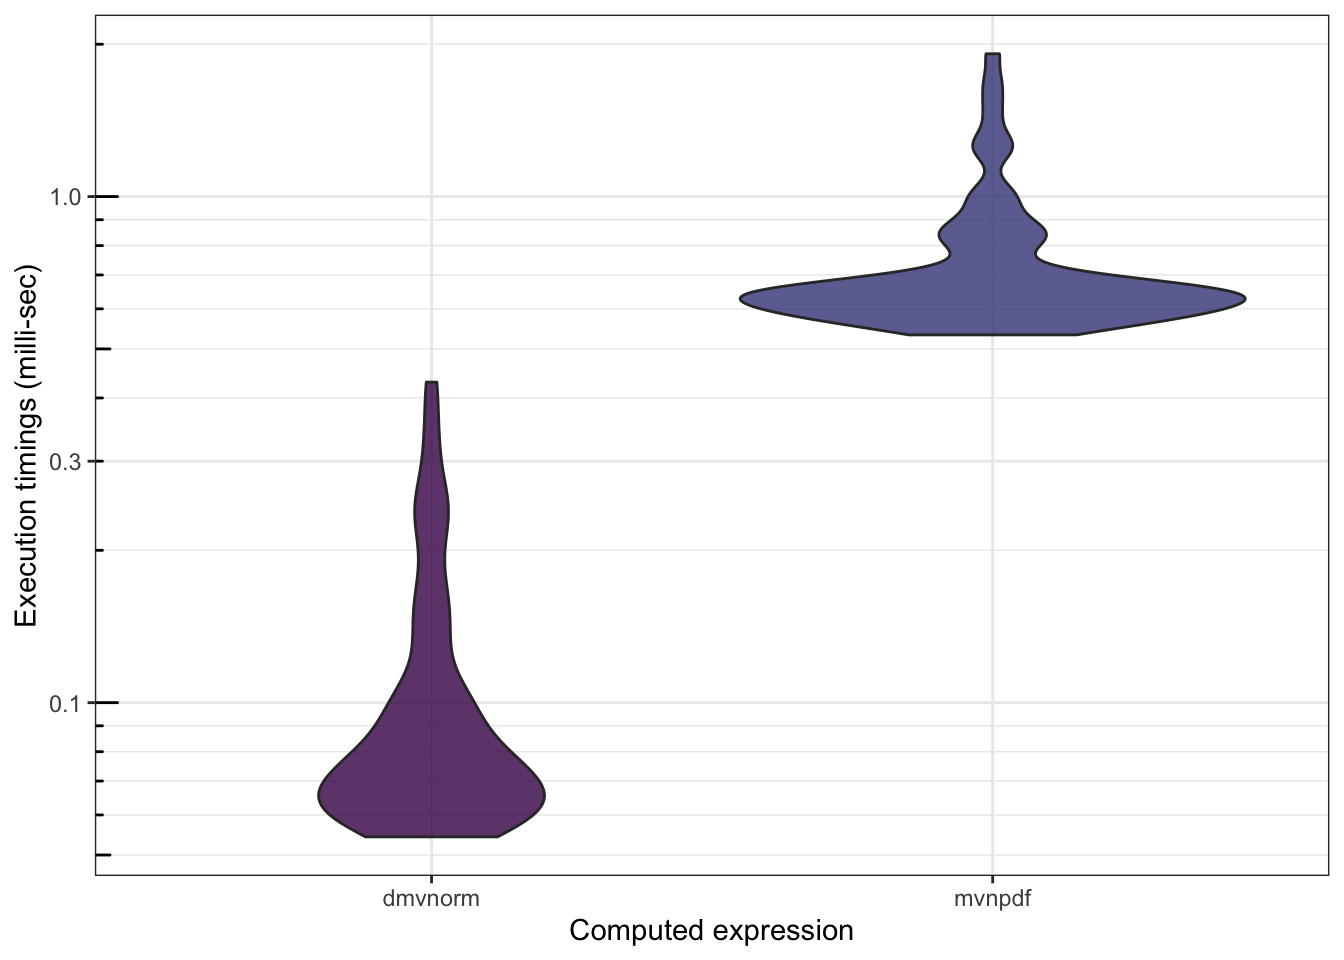 Execution timings (milli-sec)
1.0
0.3
0.1
dmvnorm
mvnpdf
Computed expression